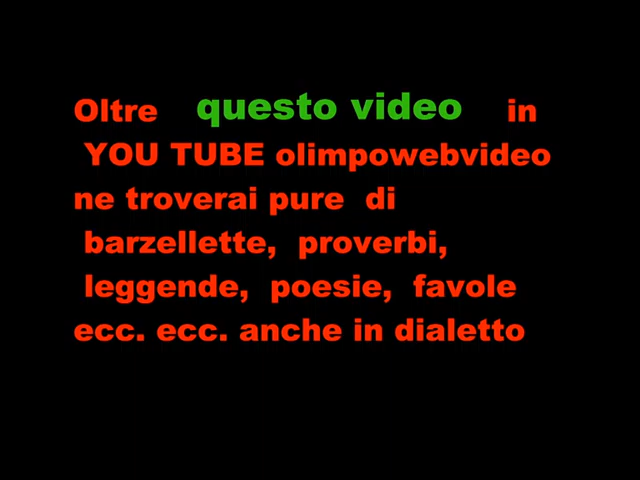 Oltre questo video in
YOU TUBE olimpowebvideo
ne troverai pure di
barzellette, proverbi,
leggende, poesie, favole
ecc. ecc. anche in dialetto